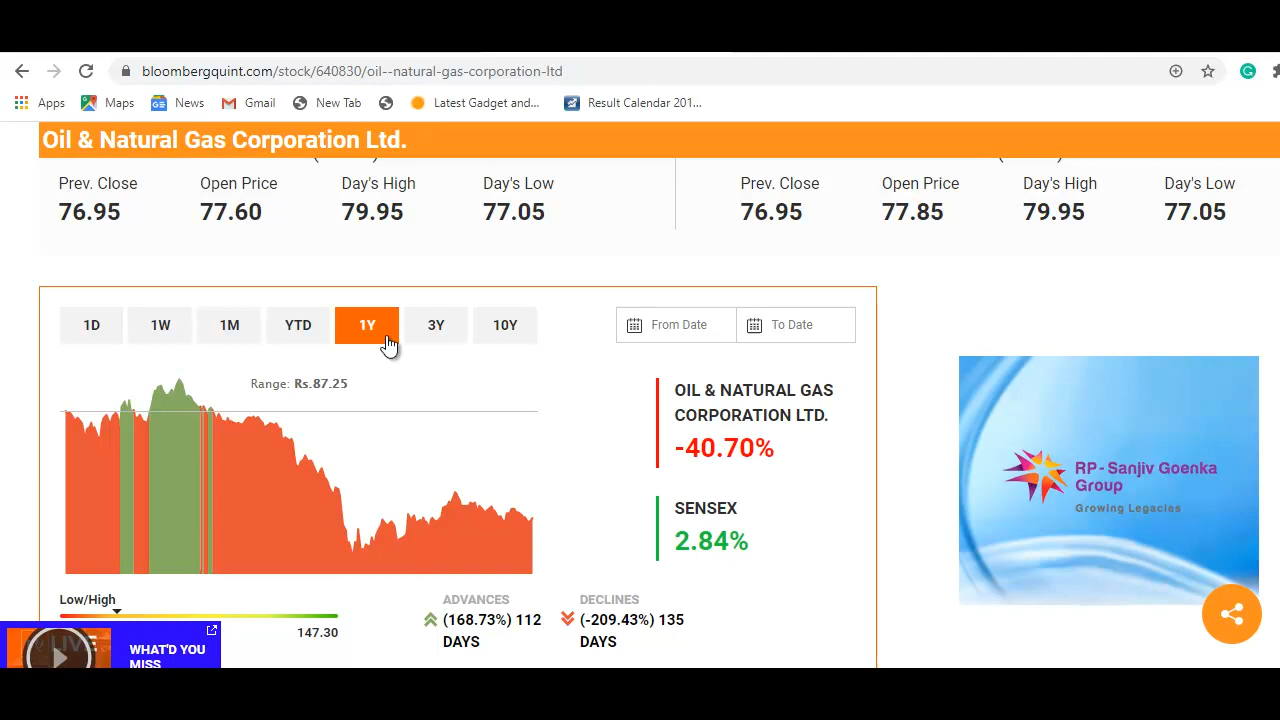 bloombergquint.com/stock/640830/oil--natural-gas-corporation-ltd
Apps Maps News Gmail New Tab Latest Gadget and... Result Calendar 201...
Oil & Natural Gas Corporation Ltd.
Prev. Close Open Price Day's High Day's Low Prev. Close Open Price Day's High Day's Low
76.95 77.60 79.95 77.05 76.95 77.85 79.95 77.05
1D 1W 1M YTD 1Y 3Y 10Y From Date To Date
Range: Rs.87.25
OIL & NATURAL GAS
CORPORATION LTD.
-40.70%
SENSEX
2.84%
RP-Sanjiv Goenka
Group
Growing Legacies
Low/High
147.30
ADVANCES DECLINES
(168.73%) 112 (-209.43%) 135
DAYS DAYS
LIVE
WHAT'D YOU
MISS